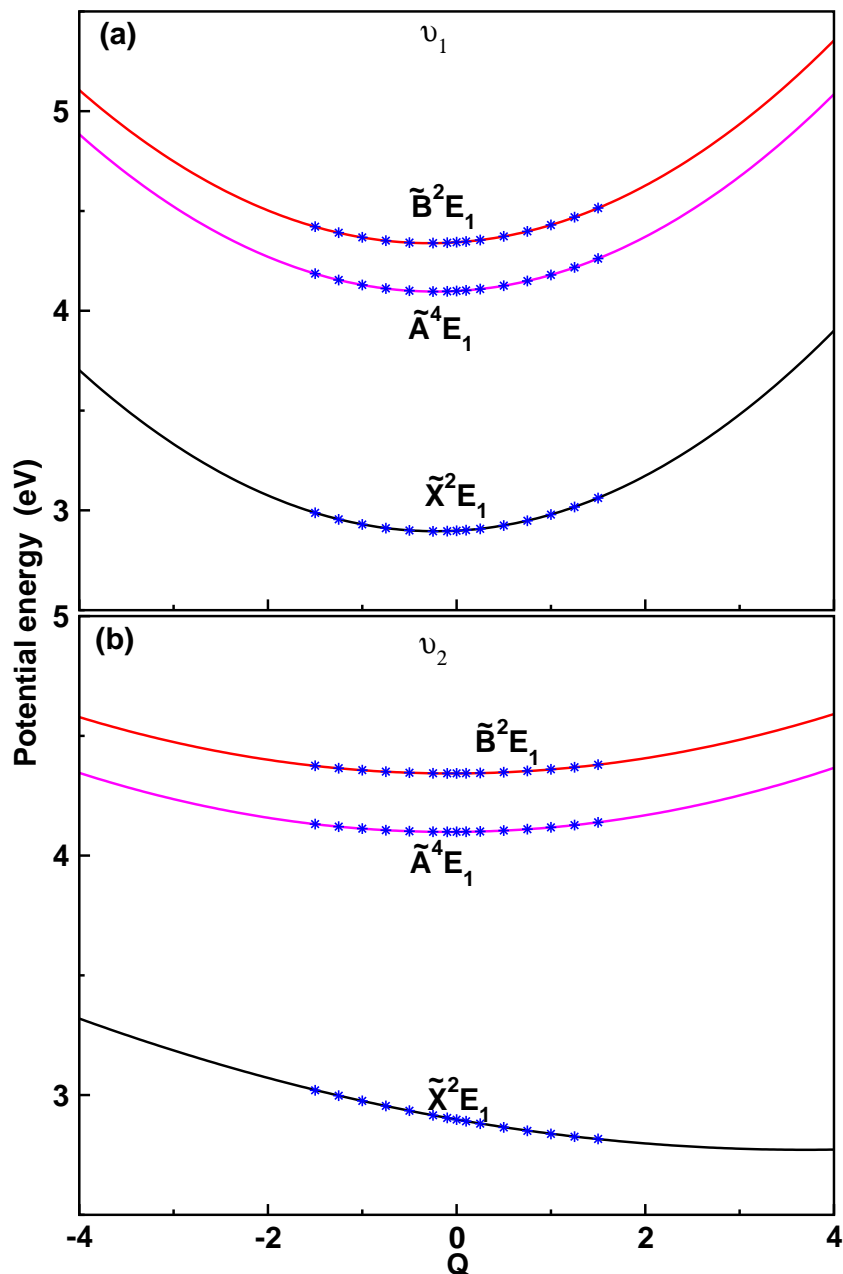 (a)
υ₁
5
B̃²E₁
4
Ã⁴E₁
X̃²E₁
3
Potential energy (eV)
5
(b)
υ₂
B̃²E₁
4
Ã⁴E₁
X̃²E₁
3
-4 -2 0 2 4
Q